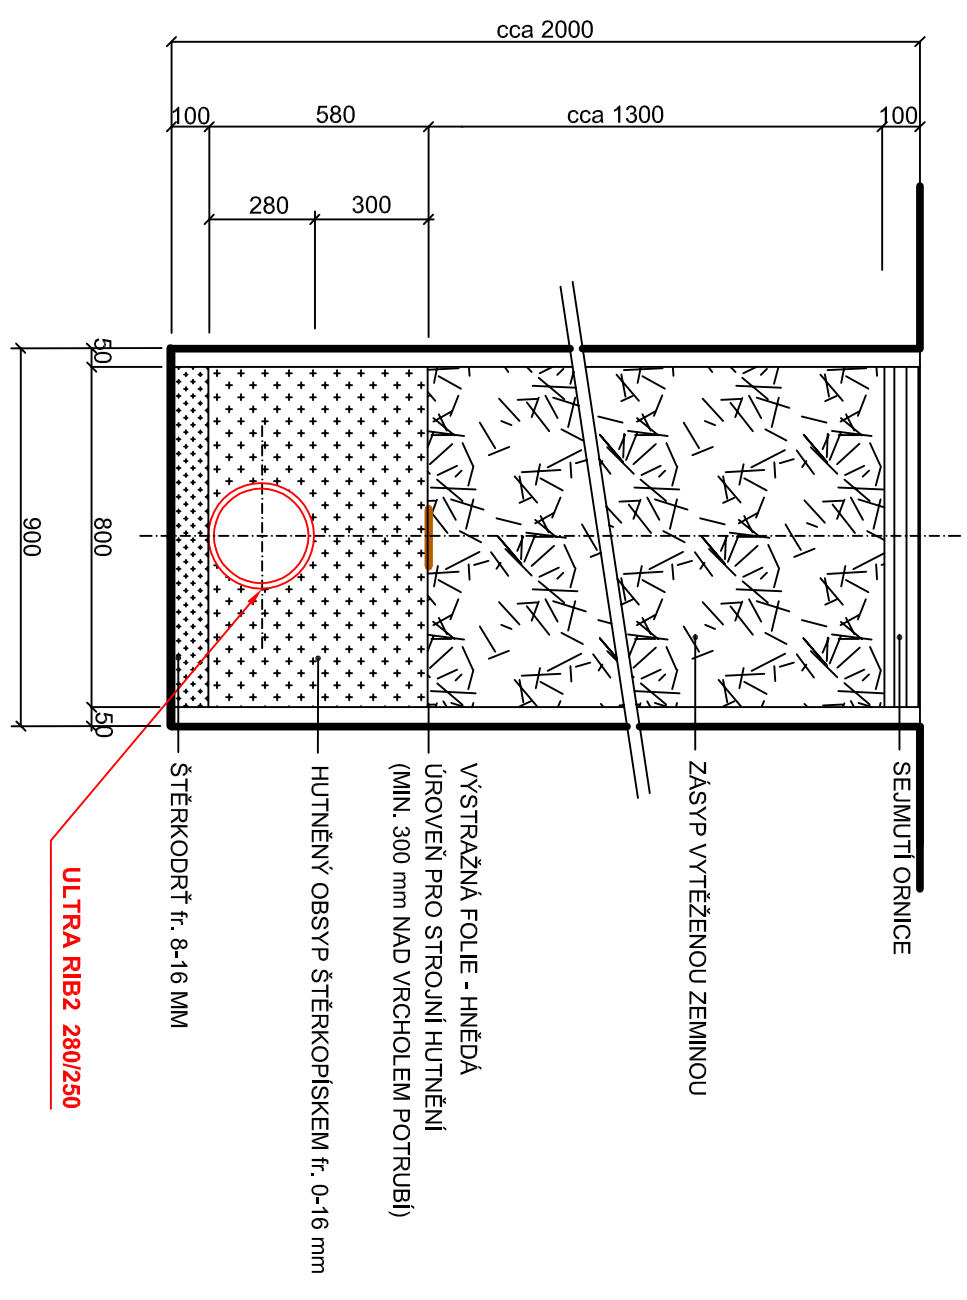 cca 2000
100
580
cca 1300
100
280
300
50
800
50
900
SEJMUTÍ ORNICE
ZÁSYP VYTĚŽENOU ZEMINOU
VÝSTRAŽNÁ FOLIE - HNĚDÁ
ÚROVEŇ PRO STROJNÍ HUTNĚNÍ
(MIN. 300 mm NAD VRCHOLEM POTRUBÍ)
HUTNĚNÝ OBSYP ŠTĚRKOPÍSKEM fr. 0-16 mm
ŠTĚRKODRŤ fr. 8-16 MM
ULTRA RIB2 280/250